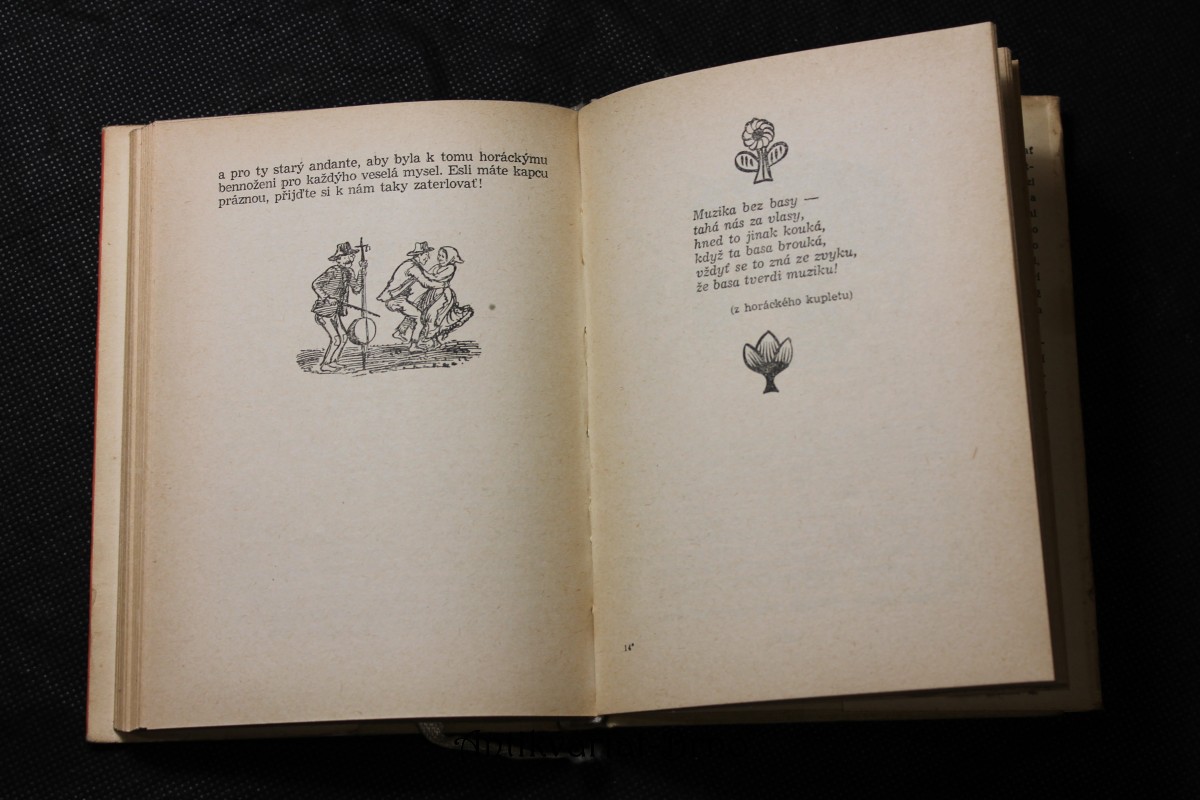 a pro ty starý andante, aby byla k tomu horáckýmu
bennoženi pro každýho veselá mysel. Esli máte kapcu
práznou, přijďte si k nám taky zaterlovať!
Muzika bez basy —
tahá nás za vlasy,
hned to jinak kouká,
když ta basa brouká,
vždyť se to zná ze zvyku,
že basa tverdi muziku!
(z horáckého kupletu)
14*